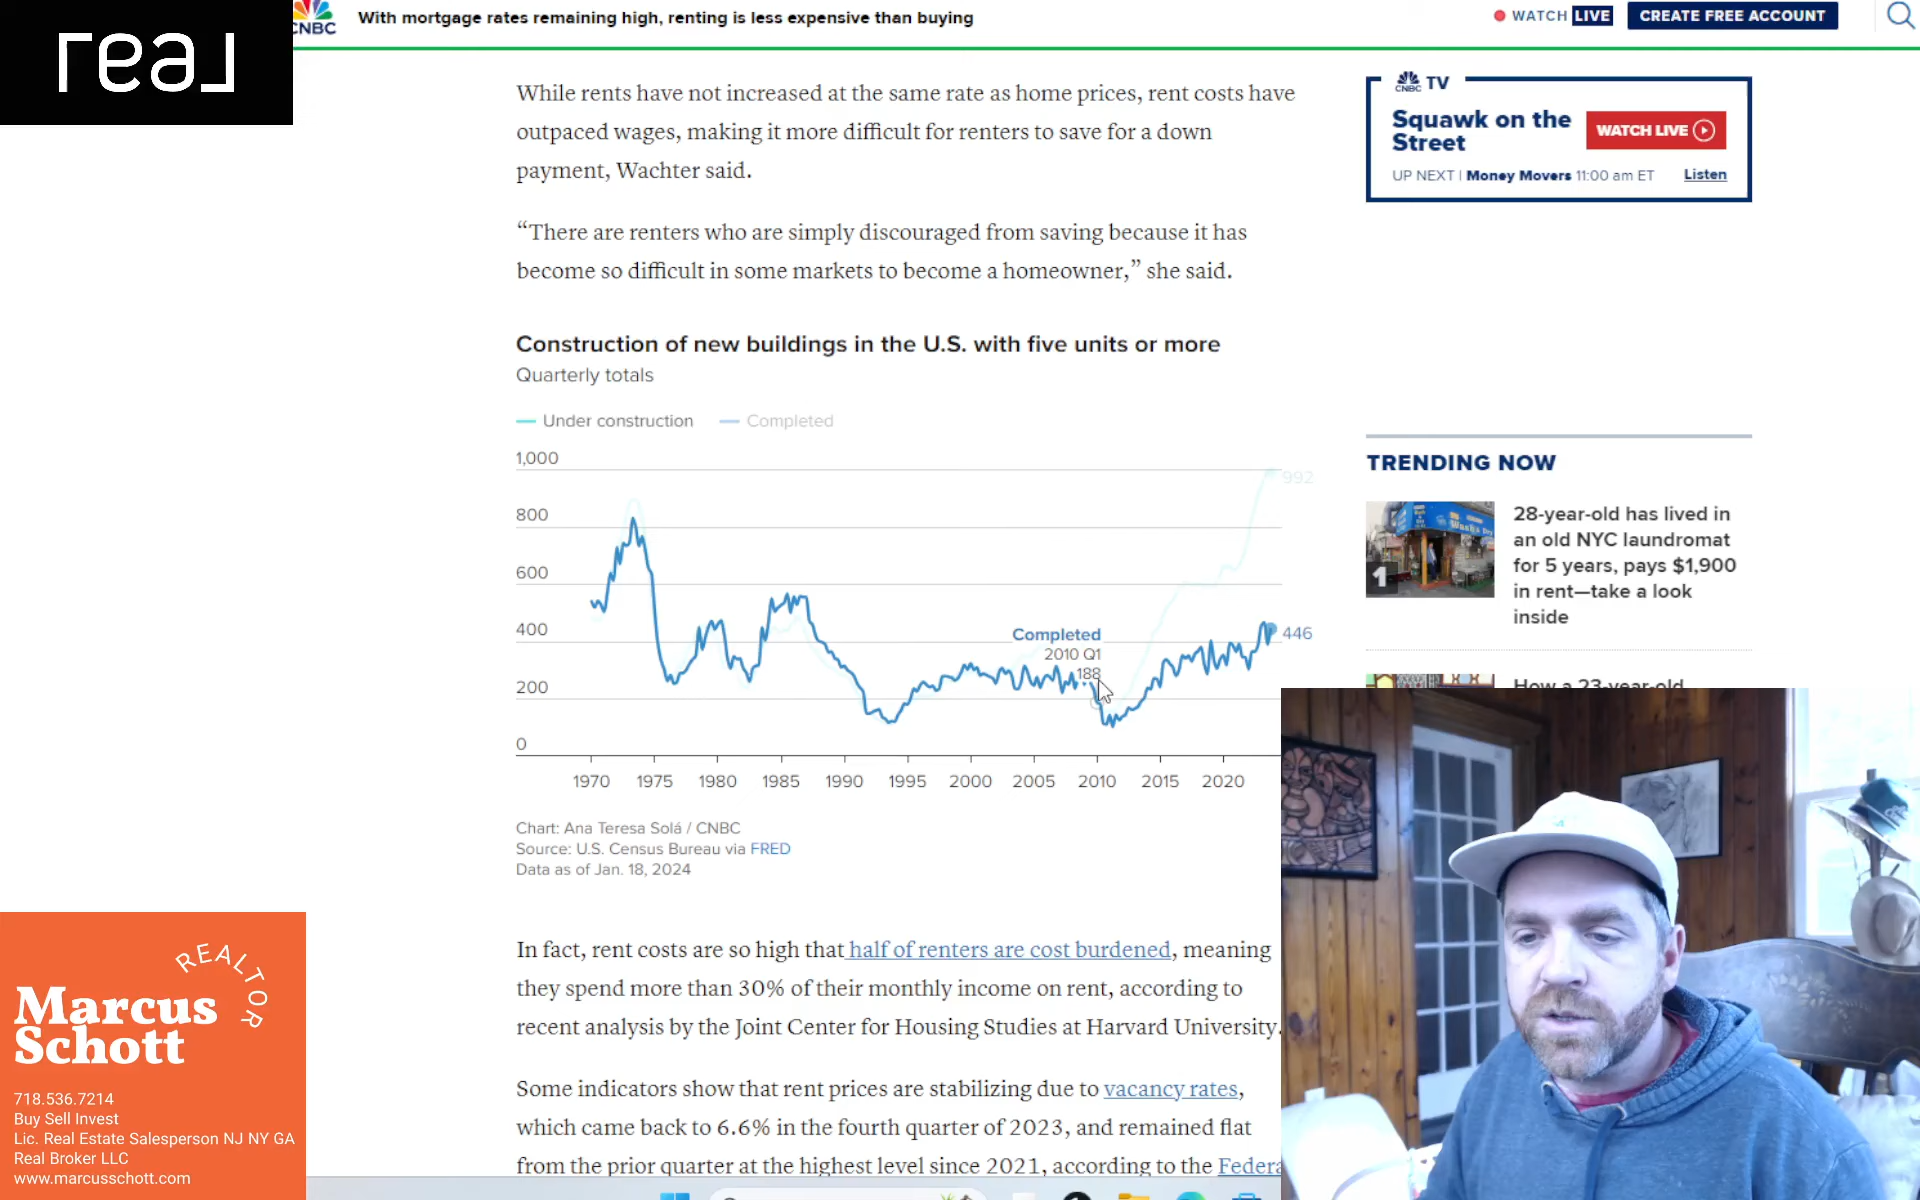 real
CNBC
With mortgage rates remaining high, renting is less expensive than buying
WATCH LIVE
CREATE FREE ACCOUNT
While rents have not increased at the same rate as home prices, rent costs have
outpaced wages, making it more difficult for renters to save for a down
payment, Wachter said.
“There are renters who are simply discouraged from saving because it has
become so difficult in some markets to become a homeowner,” she said.
CNBC TV
Squawk on the
Street
WATCH LIVE
UP NEXT | Money Movers 11:00 am ET
Listen
Construction of new buildings in the U.S. with five units or more
Quarterly totals
Under construction
Completed
1,000
992
800
600
400
Completed
2010 Q1
188
446
200
0
1970 1975 1980 1985 1990 1995 2000 2005 2010 2015 2020
Chart: Ana Teresa Solá / CNBC
Source: U.S. Census Bureau via FRED
Data as of Jan. 18, 2024
TRENDING NOW
1
28-year-old has lived in
an old NYC laundromat
for 5 years, pays $1,900
in rent—take a look
inside
How a 23-year-old
In fact, rent costs are so high that half of renters are cost burdened, meaning
they spend more than 30% of their monthly income on rent, according to
recent analysis by the Joint Center for Housing Studies at Harvard University.
Some indicators show that rent prices are stabilizing due to vacancy rates,
which came back to 6.6% in the fourth quarter of 2023, and remained flat
from the prior quarter at the highest level since 2021, according to the Federa
REALTOR
Marcus
Schott
718.536.7214
Buy Sell Invest
Lic. Real Estate Salesperson NJ NY GA
Real Broker LLC
www.marcusschott.com